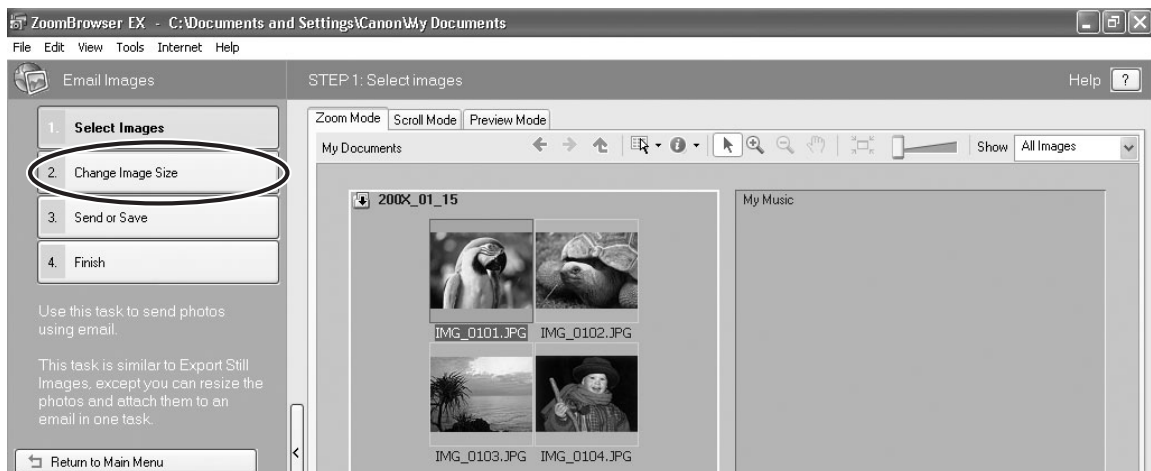 ZoomBrowser EX - C:\Documents and Settings\Canon\My Documents
File Edit View Tools Internet Help
Email Images
STEP 1: Select images
Help ?
1. Select Images
2. Change Image Size
3. Send or Save
4. Finish
Use this task to send photos
using email.
This task is similar to Export Still
Images, except you can resize the
photos and attach them to an
email in one task.
Return to Main Menu
Zoom Mode Scroll Mode Preview Mode
My Documents
Show All Images
200X_01_15
IMG_0101.JPG IMG_0102.JPG
IMG_0103.JPG IMG_0104.JPG
My Music